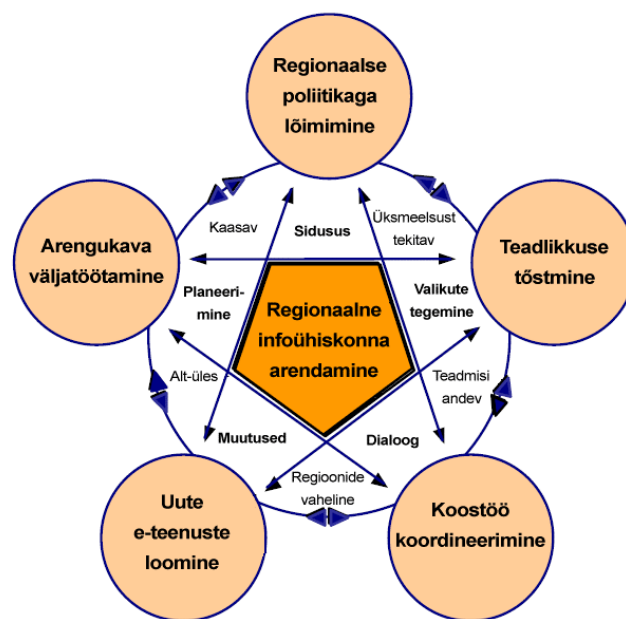 Regionaalse
poliitikaga
lõimimine
Kaasav
Sidusus
Üksmeelsust
tekitav
Arengukava
väljatöötamine
Teadlikkuse
tõstmine
Planeeri-
mine
Regionaalne
infoühiskonna
arendamine
Valikute
tegemine
Alt-üles
Teadmisi
andev
Muutused
Dialoog
Regioonide
vaheline
Uute
e-teenuste
loomine
Koostöö
koordineerimine